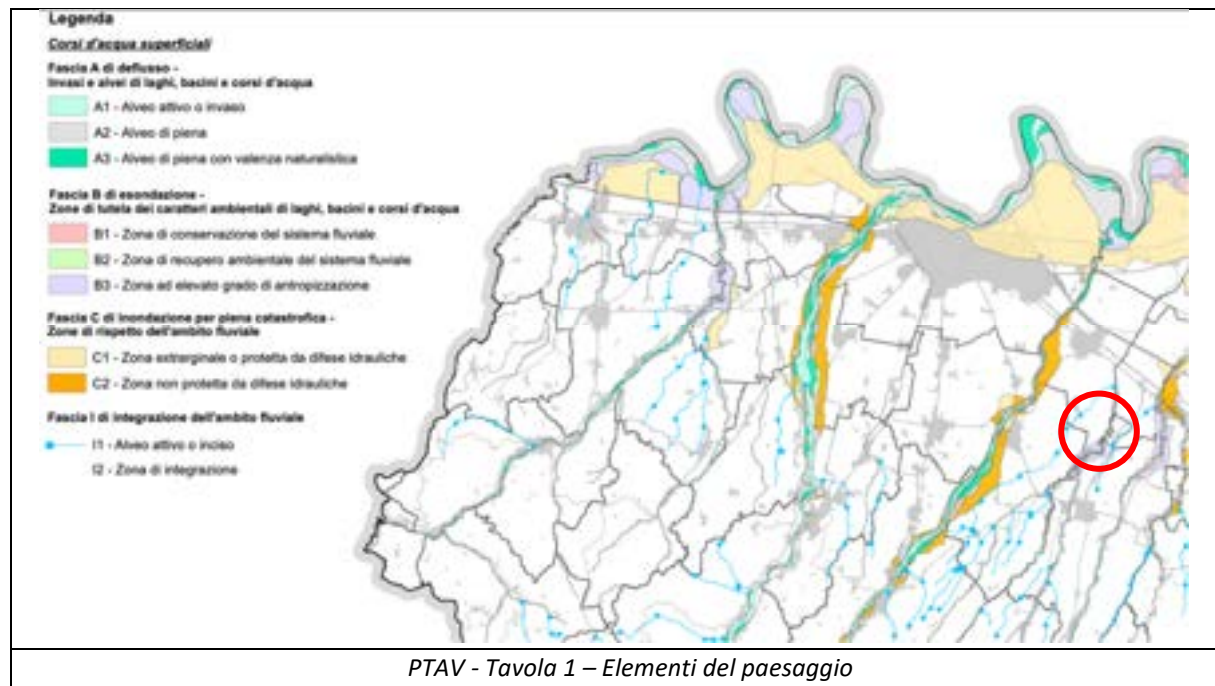 Legenda
Corsi d'acqua superficiali
Fascia A di deflusso -
Invasi e alvei di laghi, bacini e corsi d'acqua
A1 - Alveo attivo o invaso
A2 - Alveo di piena
A3 - Alveo di piena con valenza naturalistica
Fascia B di esondazione -
Zone di tutela dei caratteri ambientali di laghi, bacini e corsi d'acqua
B1 - Zona di conservazione del sistema fluviale
B2 - Zona di recupero ambientale del sistema fluviale
B3 - Zona ad elevato grado di antropizzazione
Fascia C di inondazione per piena catastrofica -
Zone di rispetto dell'ambito fluviale
C1 - Zona extrarginale o protetta da difese idrauliche
C2 - Zona non protetta da difese idrauliche
Fascia I di integrazione dell'ambito fluviale
I1 - Alveo attivo o inciso
I2 - Zona di integrazione
PTAV - Tavola 1 – Elementi del paesaggio